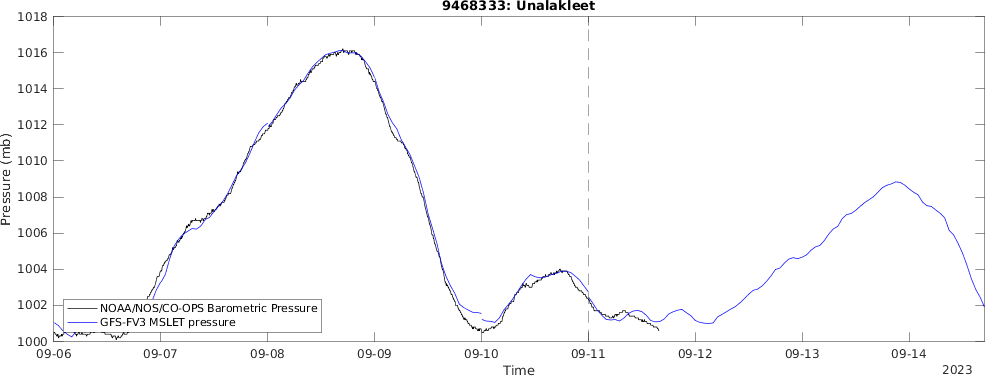 9468333: Unalakleet
1018
1016
1014
1012
1010
1008
1006
1004
1002
1000
Pressure (mb)
NOAA/NOS/CO-OPS Barometric Pressure
GFS-FV3 MSLET pressure
09-06 09-07 09-08 09-09 09-10 09-11 09-12 09-13 09-14
Time
2023